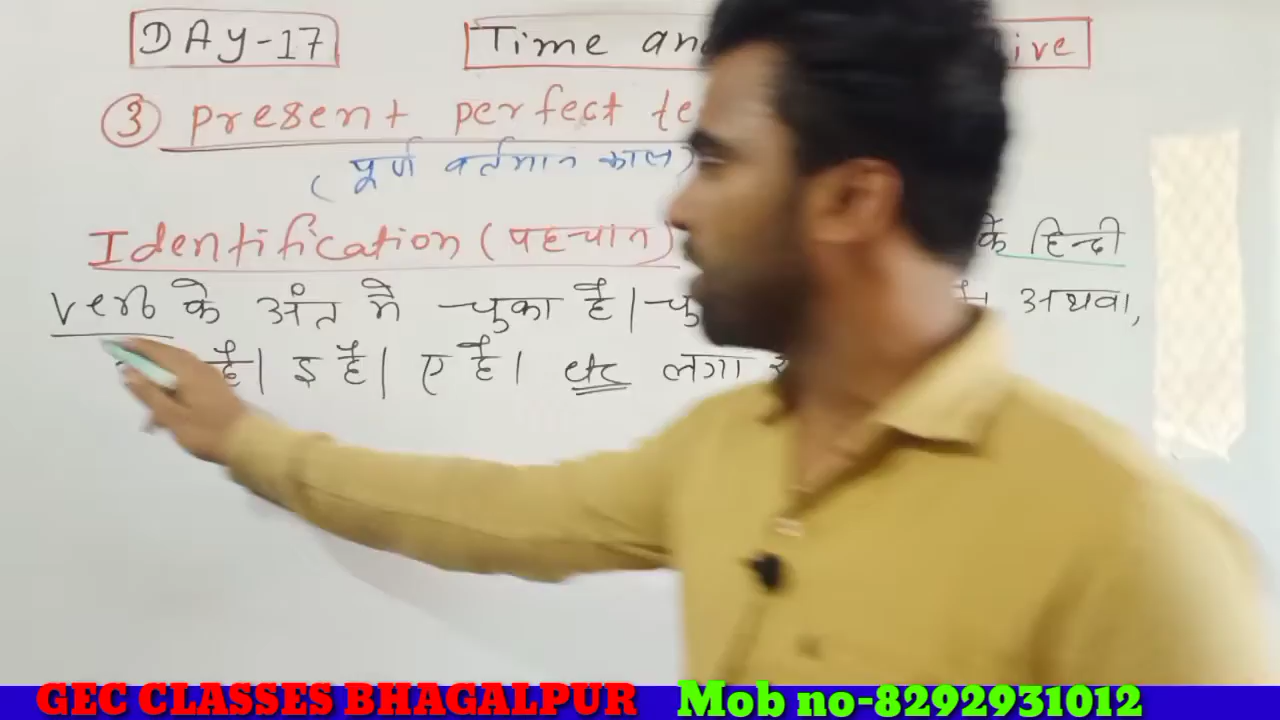 DAY-17
Time an ive
③ present perfect te
(पूर्ण वर्तमान काल)
Identification (पहचान) के हिन्दी
verb के अंत में चुका है। चु अथवा,
है। इ है। ए है। etc लगा
GEC CLASSES BHAGALPUR Mob no-8292931012